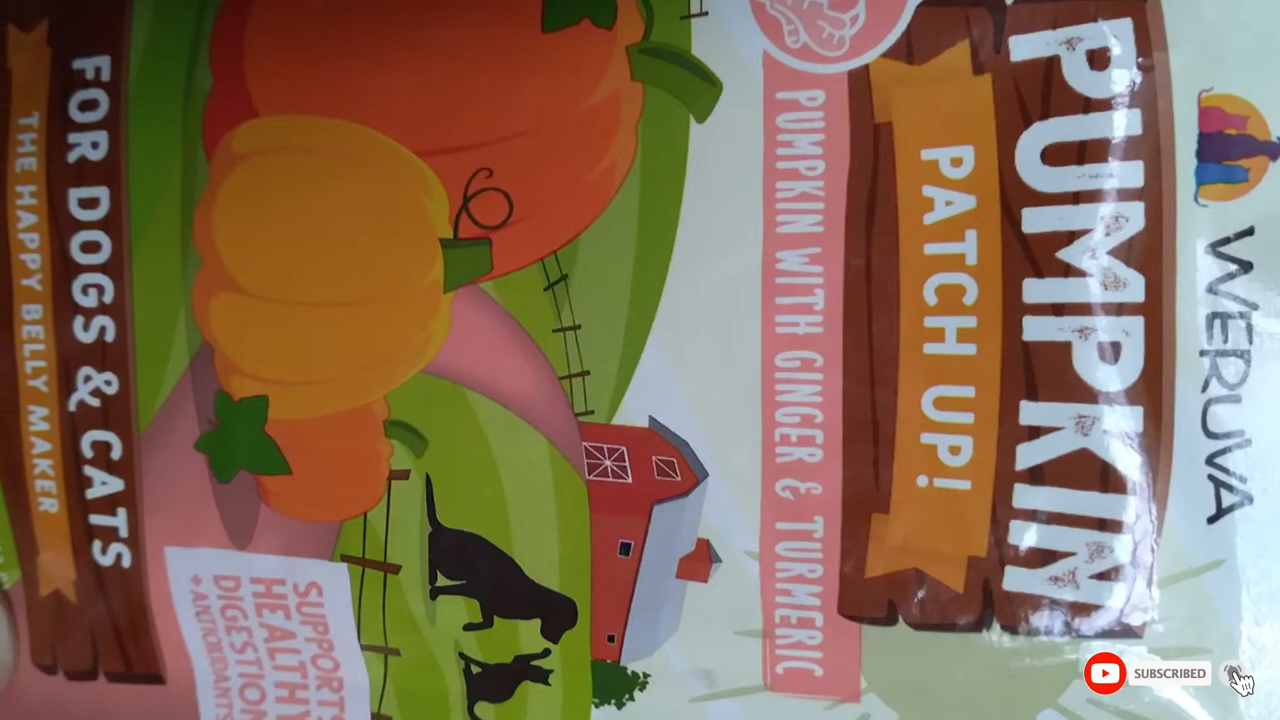 WERUVA
PUMPKIN
PATCH UP!
PUMPKIN WITH GINGER & TURMERIC
SUPPORTS
HEALTHY
DIGESTION
+ANTIOXIDANTS
FOR DOGS & CATS
THE HAPPY BELLY MAKER
SUBSCRIBED